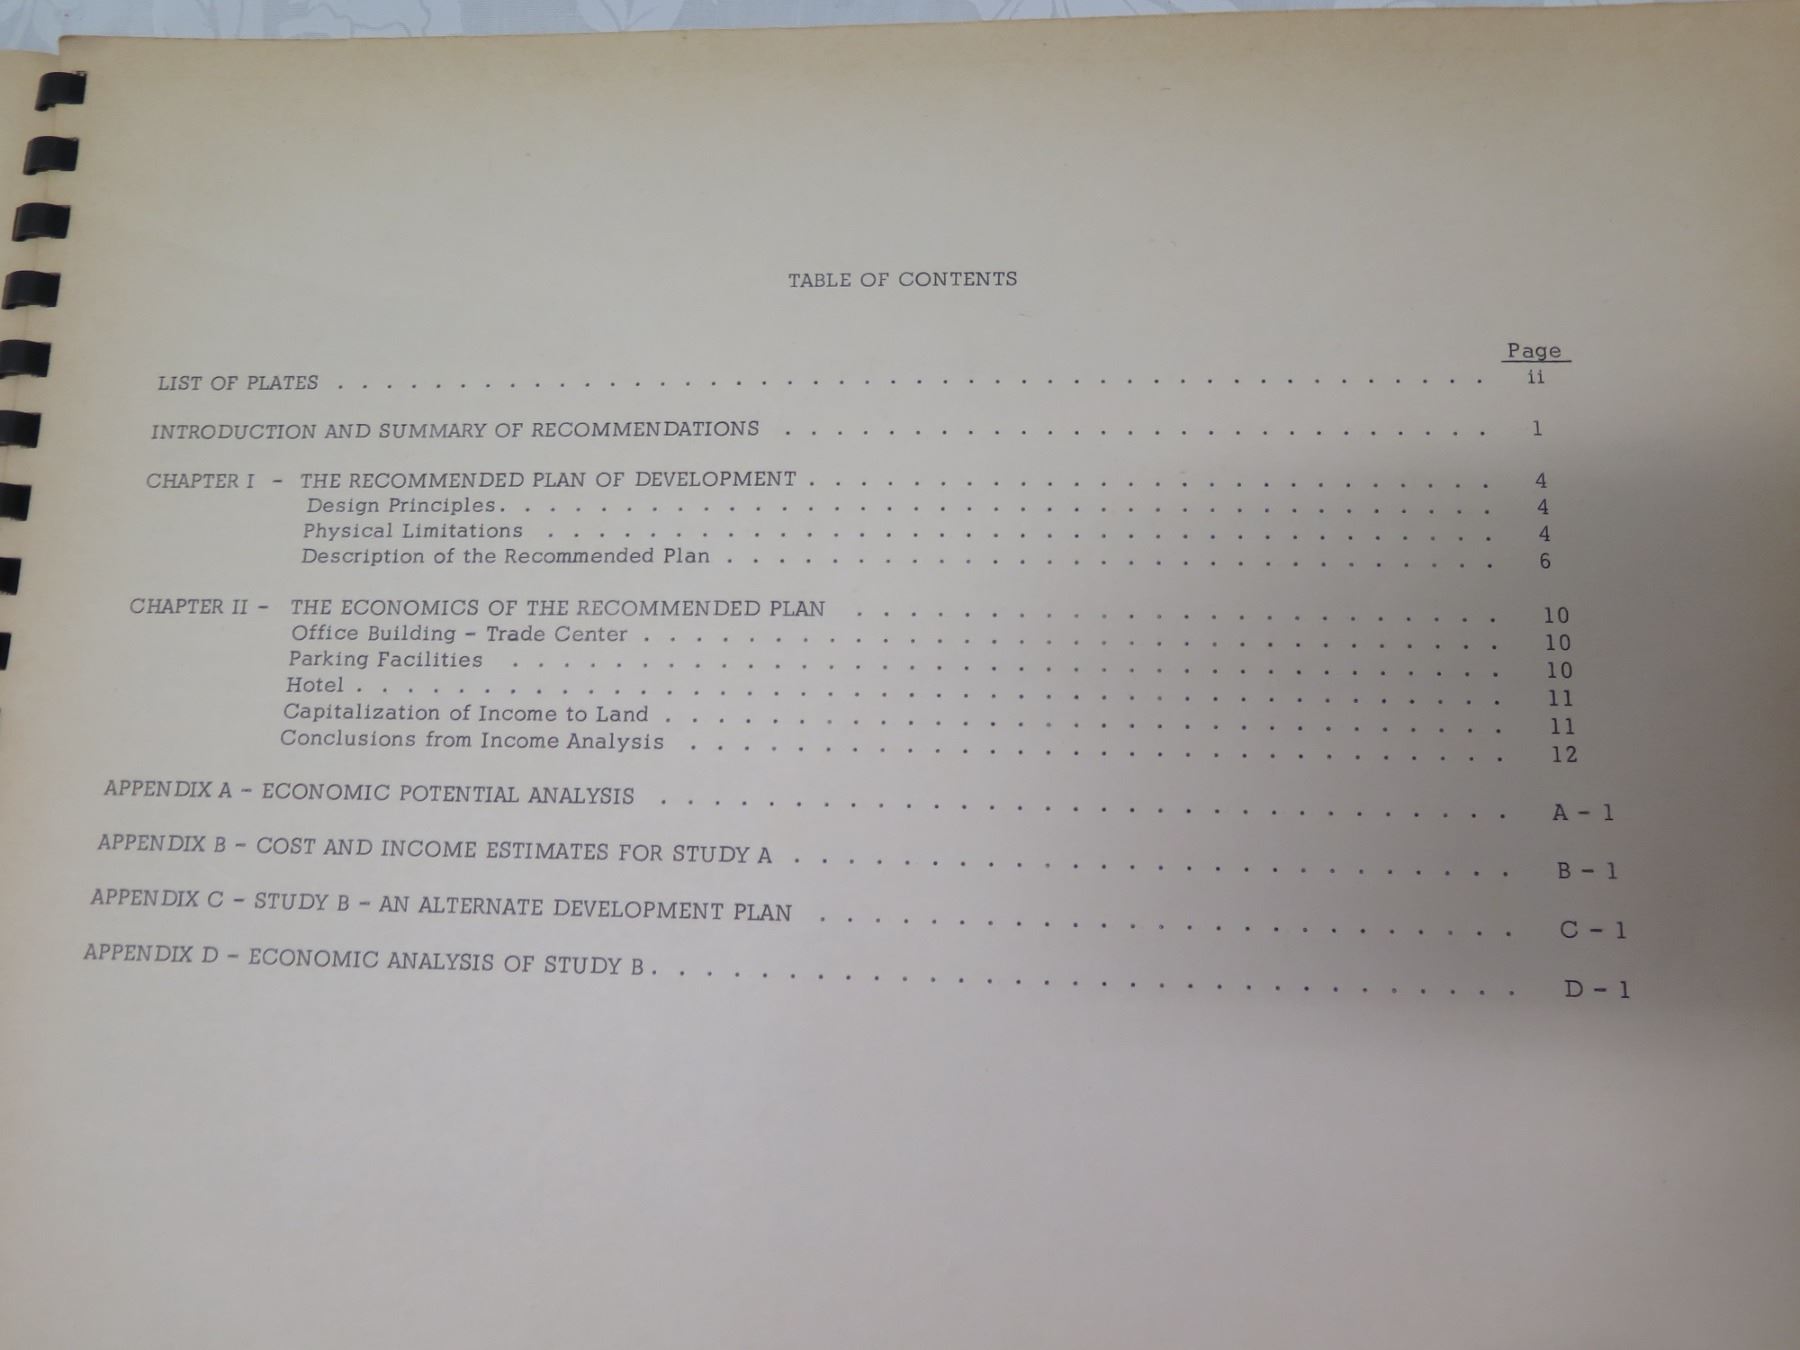 TABLE OF CONTENTS
Page
LIST OF PLATES . . . . . . . . . . . . . . . . . . . . . . . . . . . . . . . . . . . . . . . . . ii
INTRODUCTION AND SUMMARY OF RECOMMENDATIONS . . . . . . . . . . . . . . . . . . . . . . . . . . 1
CHAPTER I - THE RECOMMENDED PLAN OF DEVELOPMENT . . . . . . . . . . . . . . . . . . . . . . . . . 4
Design Principles. . . . . . . . . . . . . . . . . . . . . . . . . . . . . . . . . . . . 4
Physical Limitations . . . . . . . . . . . . . . . . . . . . . . . . . . . . . . . . . . 4
Description of the Recommended Plan . . . . . . . . . . . . . . . . . . . . . . . . . . . . 6
CHAPTER II - THE ECONOMICS OF THE RECOMMENDED PLAN . . . . . . . . . . . . . . . . . . . . . . . 10
Office Building - Trade Center . . . . . . . . . . . . . . . . . . . . . . . . . . . . . . 10
Parking Facilities . . . . . . . . . . . . . . . . . . . . . . . . . . . . . . . . . . . 10
Hotel . . . . . . . . . . . . . . . . . . . . . . . . . . . . . . . . . . . . . . . . . 11
Capitalization of Income to Land . . . . . . . . . . . . . . . . . . . . . . . . . . . . . . 11
Conclusions from Income Analysis . . . . . . . . . . . . . . . . . . . . . . . . . . . . . 12
APPENDIX A - ECONOMIC POTENTIAL ANALYSIS . . . . . . . . . . . . . . . . . . . . . . . . . . . . . . A - 1
APPENDIX B - COST AND INCOME ESTIMATES FOR STUDY A . . . . . . . . . . . . . . . . . . . . . . . . . B - 1
APPENDIX C - STUDY B - AN ALTERNATE DEVELOPMENT PLAN . . . . . . . . . . . . . . . . . . . . . . . . C - 1
APPENDIX D - ECONOMIC ANALYSIS OF STUDY B. . . . . . . . . . . . . . . . . . . . . . . . . . . . . . D - 1